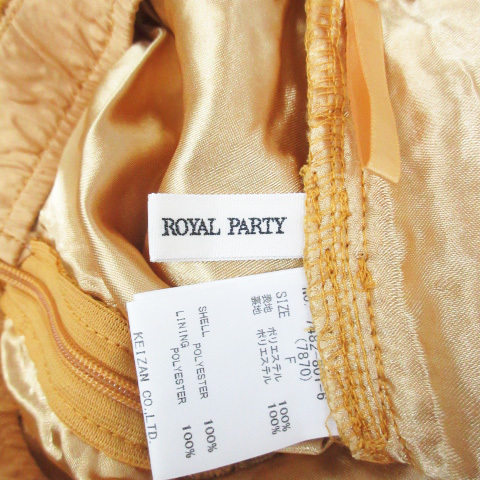 ROYAL PARTY
SIZE F
(7870)
表地 ポリエステル 100%
裏地 ポリエステル 100%
SHELL POLYESTER 100%
LINING POLYESTER 100%
KEIZAN CO.,LTD.